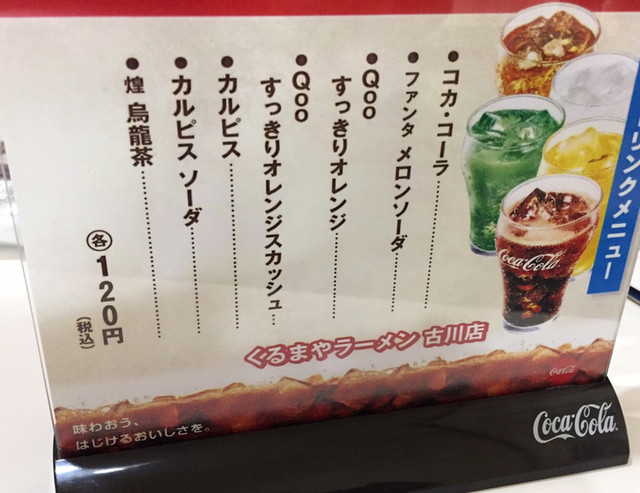 リンクメニュー
●コカ・コーラ
●ファンタ メロンソーダ
●Qoo
すっきりオレンジ
●Qoo
すっきりオレンジスカッシュ
●カルピス
●カルピス ソーダ
●煌 烏龍茶
各120円
(税込)
くるまやラーメン 古川店
味わおう、
はじけるおいしさを。
Coca-Cola
Coca-Cola
Coca-Cola